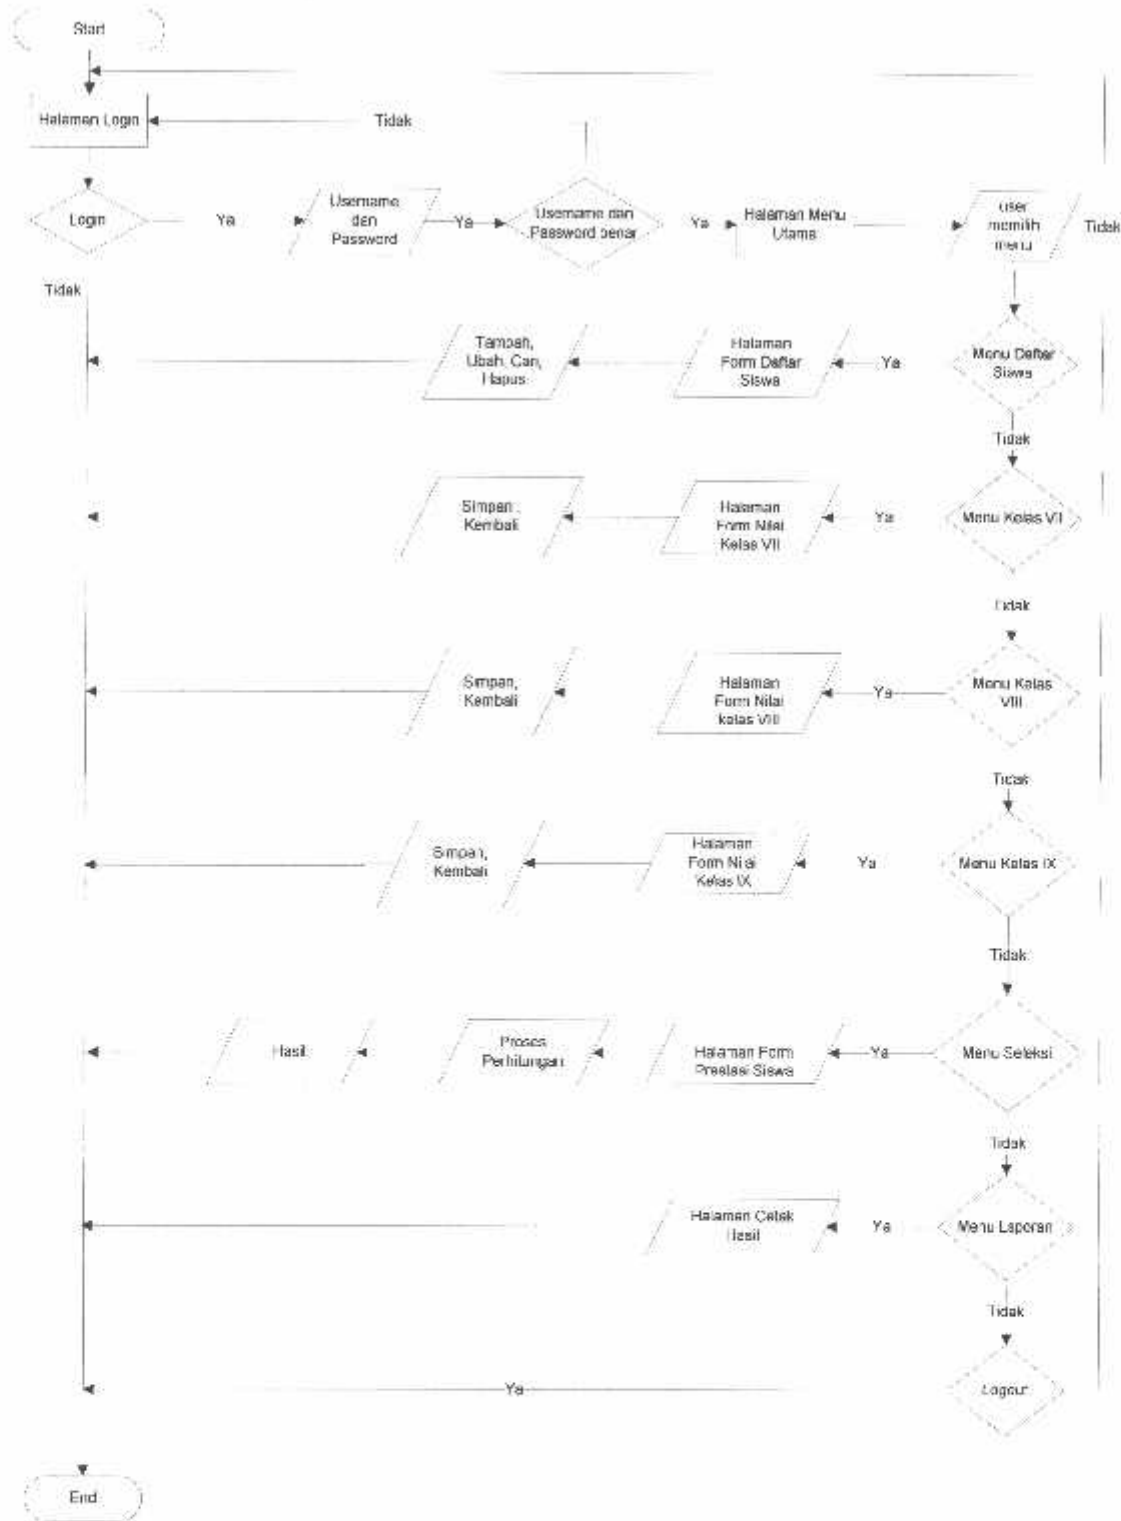 Start
Halaman Login
Tidak
Login
Ya
Username
dan
Password
Ya
Username dan
Password benar
Ya
Halaman Menu
Utama
user
memilih
menu
Tidak
Tidak
Tambah,
Ubah, Cari,
Hapus
Halaman
Form Daftar
Siswa
Ya
Menu Daftar
Siswa
Tidak
Simpan,
Kembali
Halaman
Form Nilai
Kelas VII
Ya
Menu Kelas VII
Tidak
Simpan,
Kembali
Halaman
Form Nilai
kelas VIII
Ya
Menu Kelas
VIII
Tidak
Simpan,
Kembali
Halaman
Form Nilai
Kelas IX
Ya
Menu Kelas IX
Tidak
Hasil
Proses
Perhitungan
Halaman Form
Prestasi Siswa
Ya
Menu Seleksi
Tidak
Halaman Cetak
Hasil
Ya
Menu Laporan
Tidak
Ya
Logout
End